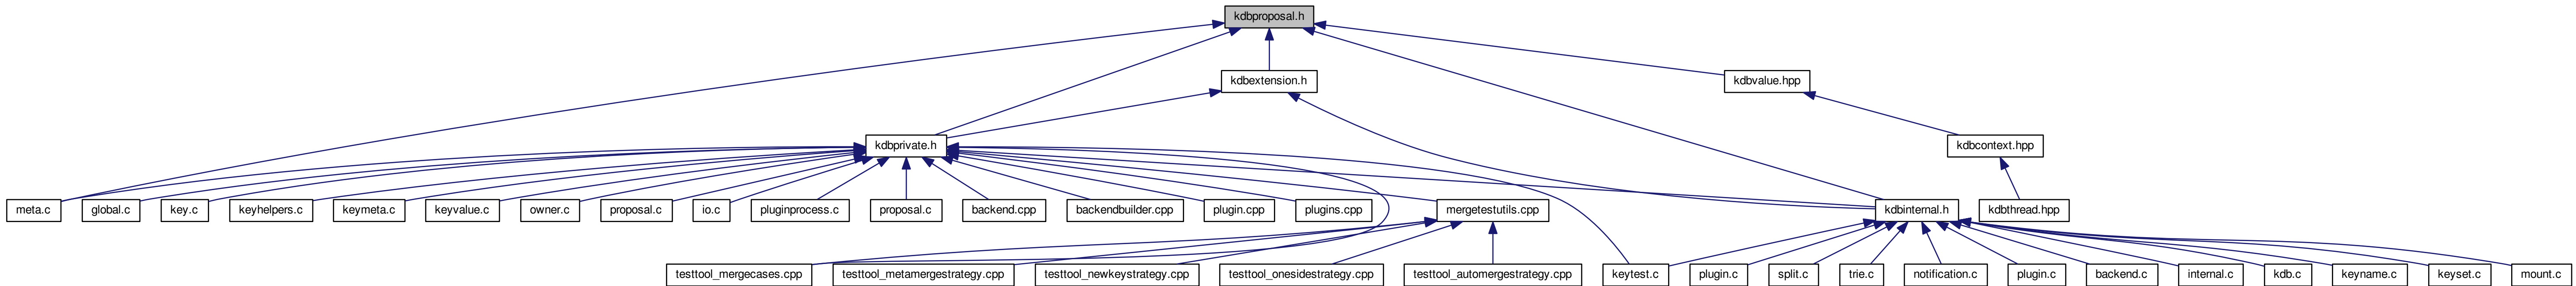 kdbproposal.h
kdbextension.h
kdbvalue.hpp
kdbprivate.h
kdbcontext.hpp
meta.c
global.c
key.c
keyhelpers.c
keymeta.c
keyvalue.c
owner.c
proposal.c
io.c
pluginprocess.c
proposal.c
backend.cpp
backendbuilder.cpp
plugin.cpp
plugins.cpp
mergetestutils.cpp
kdbinternal.h
kdbthread.hpp
testtool_mergecases.cpp
testtool_metamergestrategy.cpp
testtool_newkeystrategy.cpp
testtool_onesidestrategy.cpp
testtool_automergestrategy.cpp
keytest.c
plugin.c
split.c
trie.c
notification.c
plugin.c
backend.c
internal.c
kdb.c
keyname.c
keyset.c
mount.c